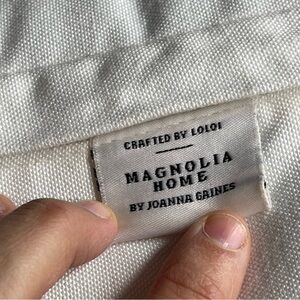 CRAFTED BY LOLOI
MAGNOLIA
HOME
BY JOANNA GAINES